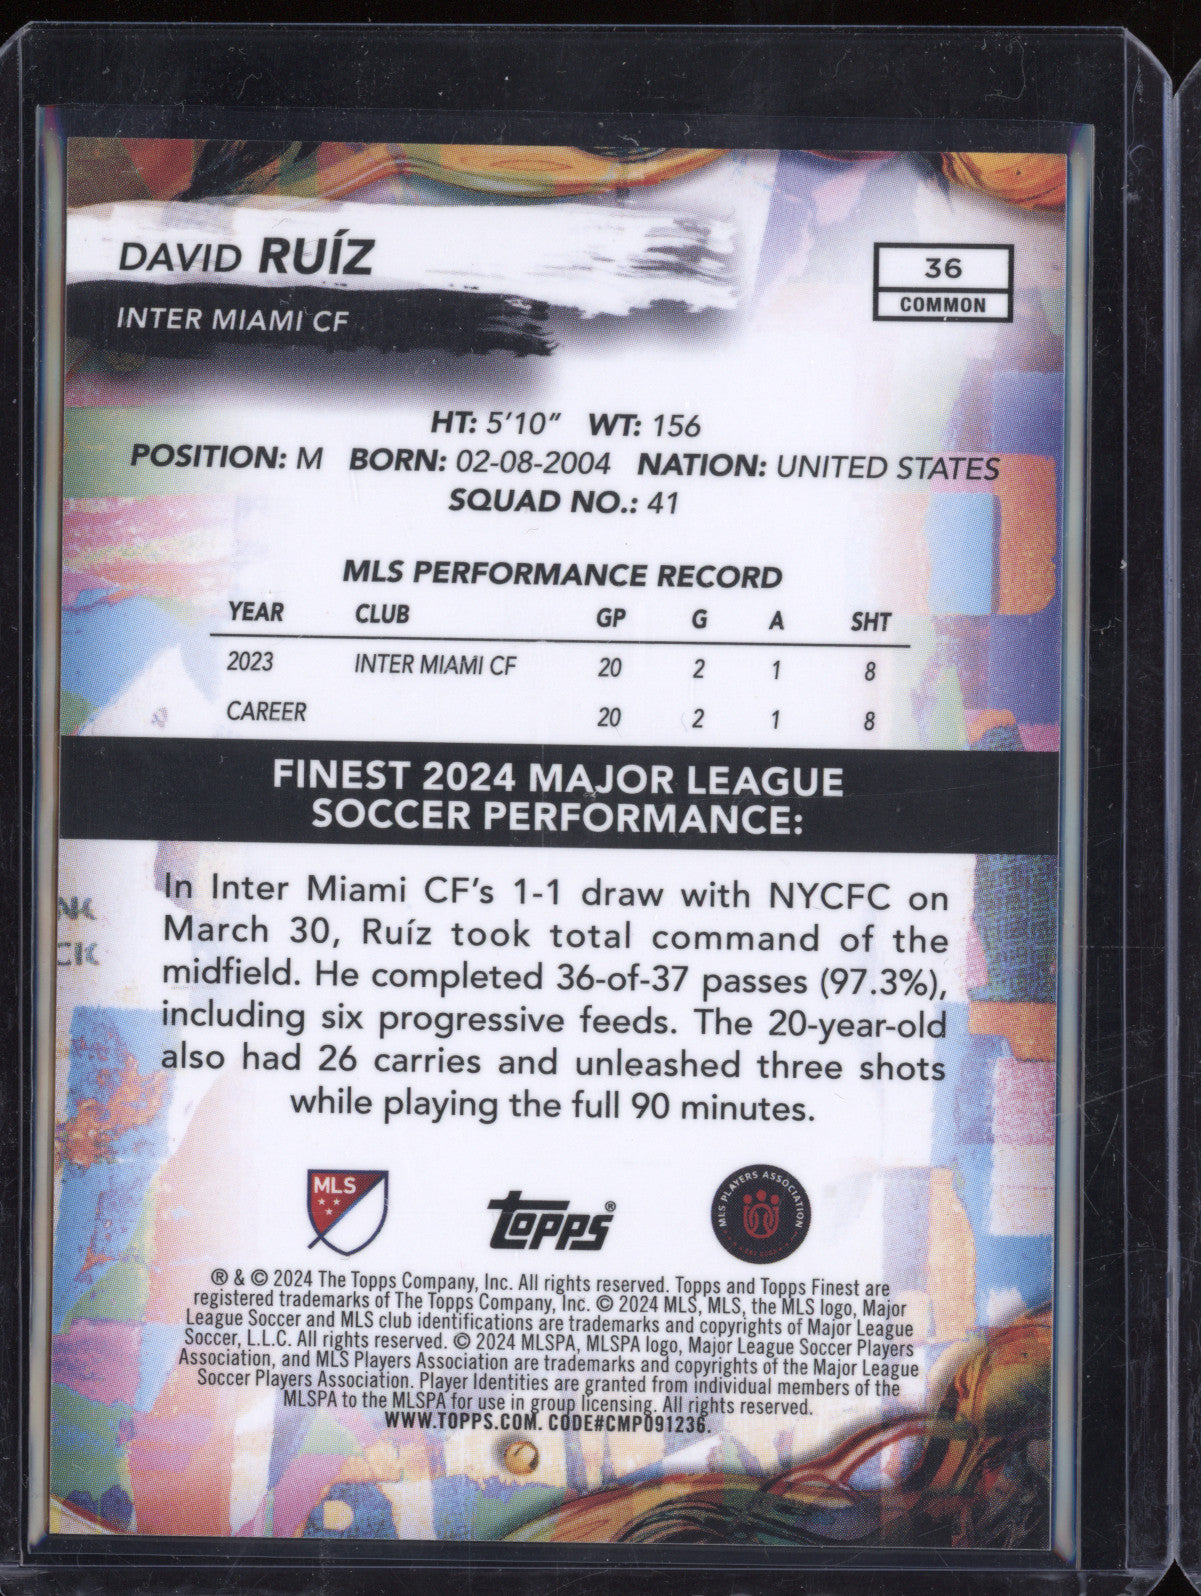 DAVID RUÍZ
INTER MIAMI CF
36
COMMON
HT: 5'10" WT: 156
POSITION: M BORN: 02-08-2004 NATION: UNITED STATES
SQUAD NO.: 41
MLS PERFORMANCE RECORD
YEAR CLUB GP G A SHT
2023 INTER MIAMI CF 20 2 1 8
CAREER 20 2 1 8
FINEST 2024 MAJOR LEAGUE
SOCCER PERFORMANCE:
In Inter Miami CF's 1-1 draw with NYCFC on
March 30, Ruíz took total command of the
midfield. He completed 36-of-37 passes (97.3%),
including six progressive feeds. The 20-year-old
also had 26 carries and unleashed three shots
while playing the full 90 minutes.
MLS
TOPPS®
MLS PLAYERS ASSOCIATION
® & © 2024 The Topps Company, Inc. All rights reserved. Topps and Topps Finest are
registered trademarks of The Topps Company, Inc. © 2024 MLS, MLS, the MLS logo, Major
League Soccer and MLS club identifications are trademarks and copyrights of Major League
Soccer, L.L.C. All rights reserved. © 2024 MLSPA, MLSPA logo, Major League Soccer Players
Association, and MLS Players Association are trademarks and copyrights of the Major League
Soccer Players Association. Player Identities are granted from individual members of the
MLSPA to the MLSPA for use in group licensing. All rights reserved.
WWW.TOPPS.COM. CODE#CMP091236.